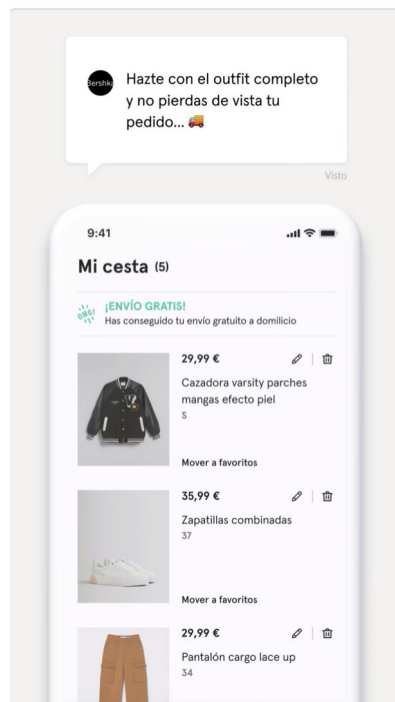 Bershka
Hazte con el outfit completo
y no pierdas de vista tu
pedido... 🚚
Visto
9:41
Mi cesta (5)
OMG!
¡ENVÍO GRATIS!
Has conseguido tu envío gratuito a domicilio
29,99 €
Cazadora varsity parches
mangas efecto piel
S
Mover a favoritos
35,99 €
Zapatillas combinadas
37
Mover a favoritos
29,99 €
Pantalón cargo lace up
34